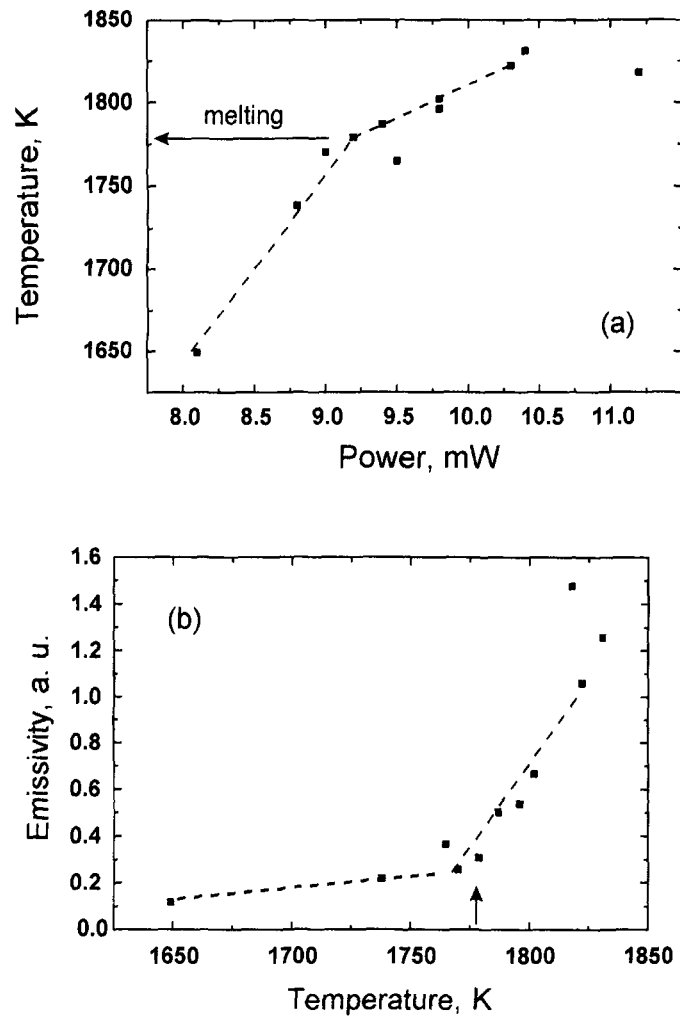 Temperature, K
1850
1800
1750
1700
1650
melting
(a)
8.0 8.5 9.0 9.5 10.0 10.5 11.0
Power, mW
Emissivity, a. u.
1.6
1.4
1.2
1.0
0.8
0.6
0.4
0.2
0.0
(b)
1650 1700 1750 1800 1850
Temperature, K